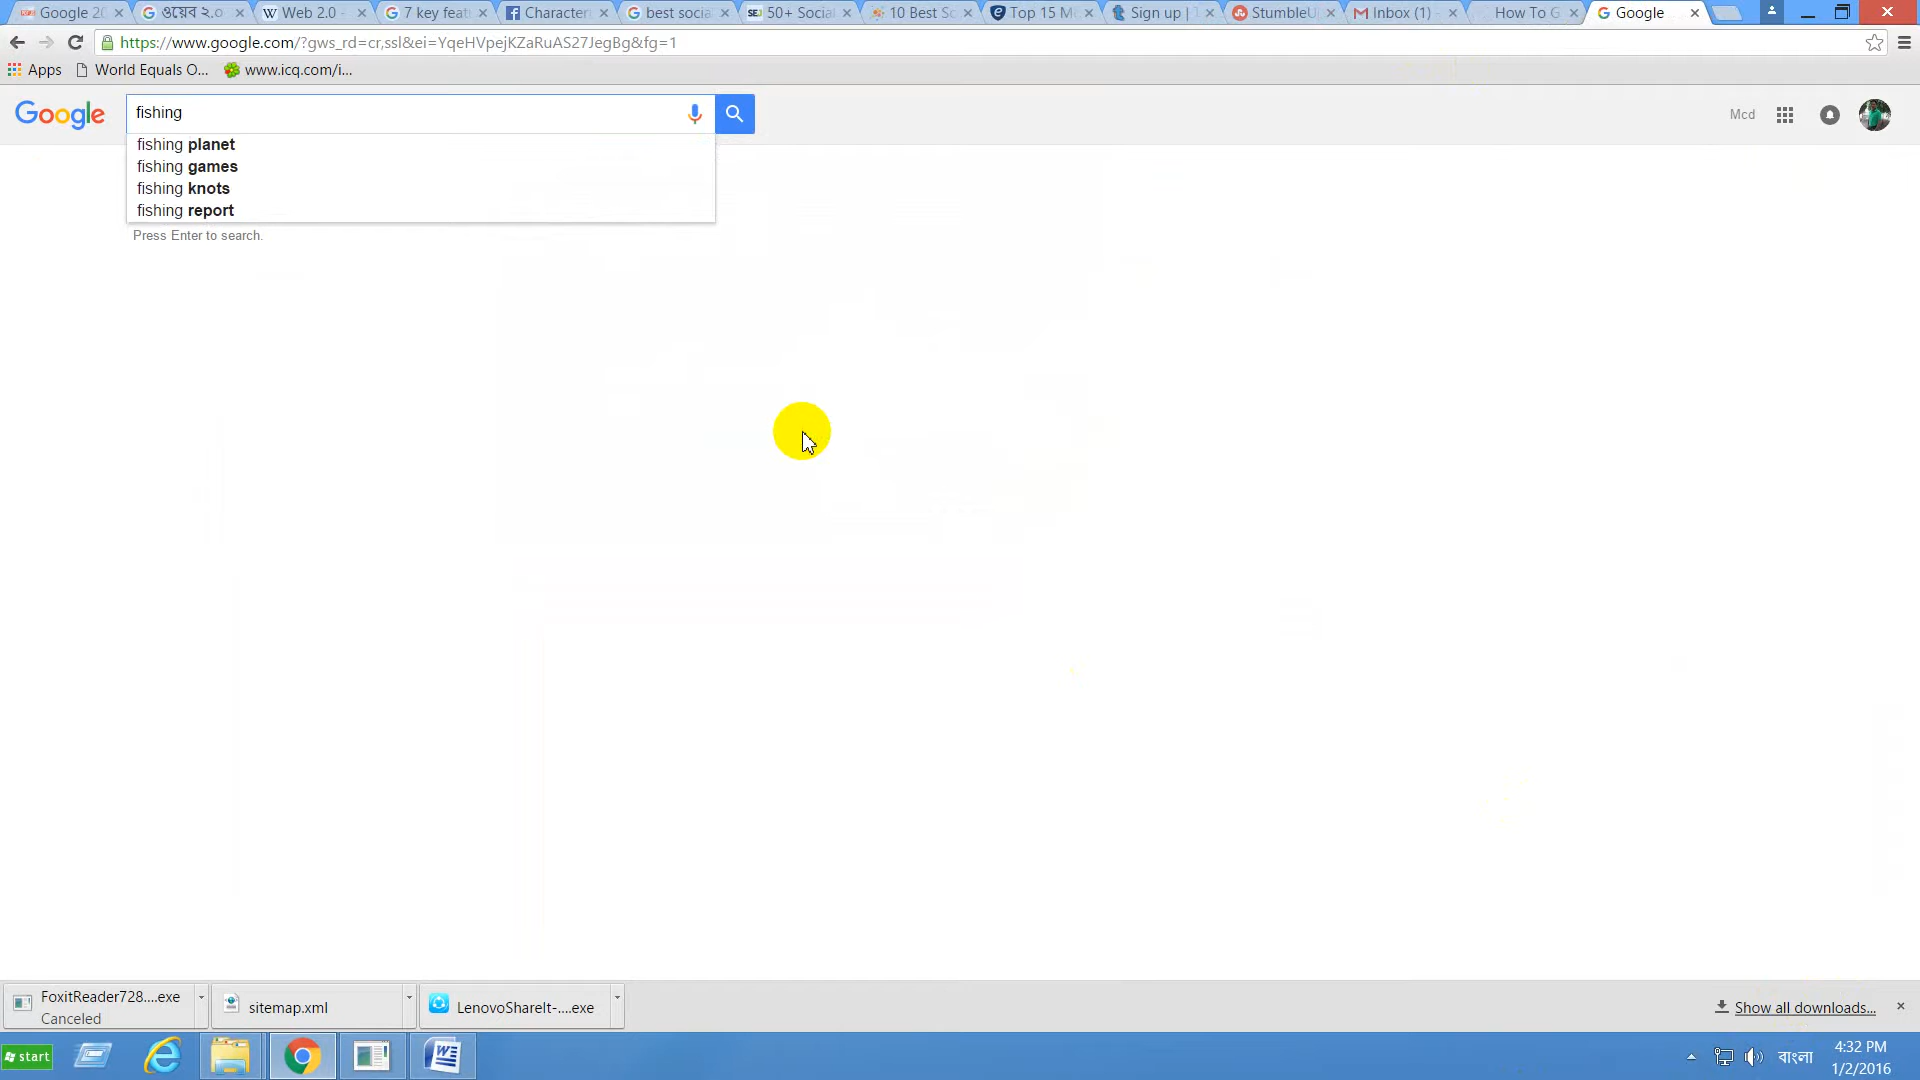 Google 20
ওয়েব ২.০
Web 2.0 -
7 key feat
Character
best socia
SEJ 50+ Socia
10 Best So
Top 15 M
Sign up | T
StumbleU
Inbox (1) -
How To G
Google
https://www.google.com/?gws_rd=cr,ssl&ei=YqeHVpejKZaRuAS27JegBg&fg=1
Apps
World Equals O...
www.icq.com/i...
Google
fishing
Mcd
fishing planet
fishing games
fishing knots
fishing report
Press Enter to search.
FoxitReader728....exe
Canceled
sitemap.xml
LenovoShareIt-....exe
Show all downloads...
start
বাংলা
4:32 PM
1/2/2016